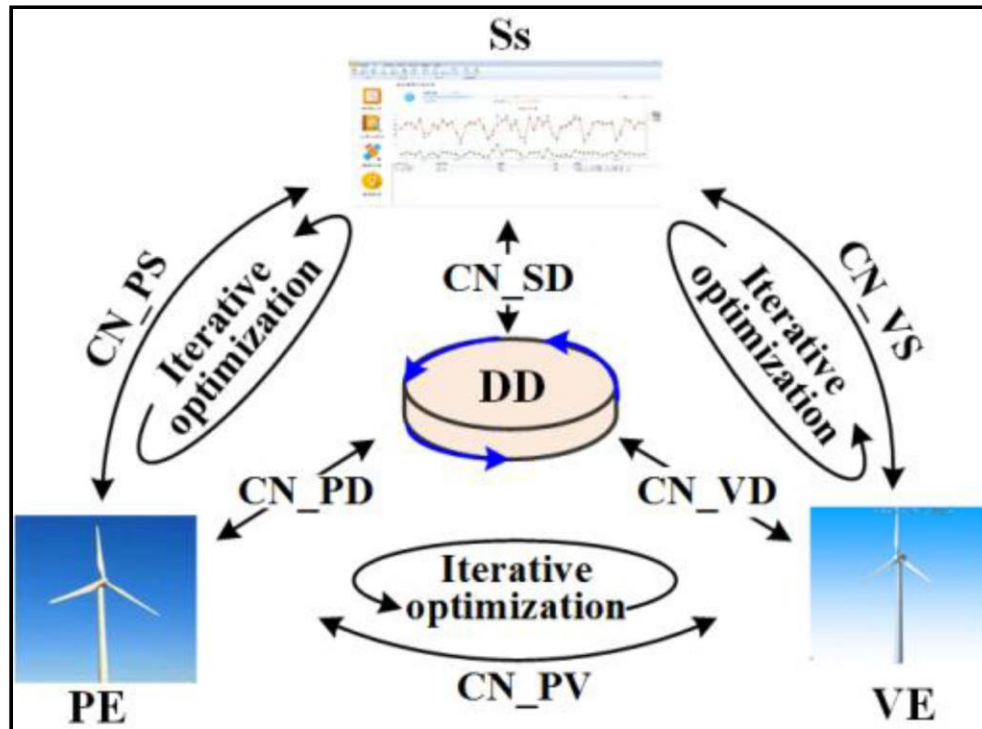 Ss
CN_PS
Iterative
optimization
CN_SD
Iterative
optimization
CN_VS
DD
CN_PD
CN_VD
Iterative
optimization
CN_PV
PE
VE